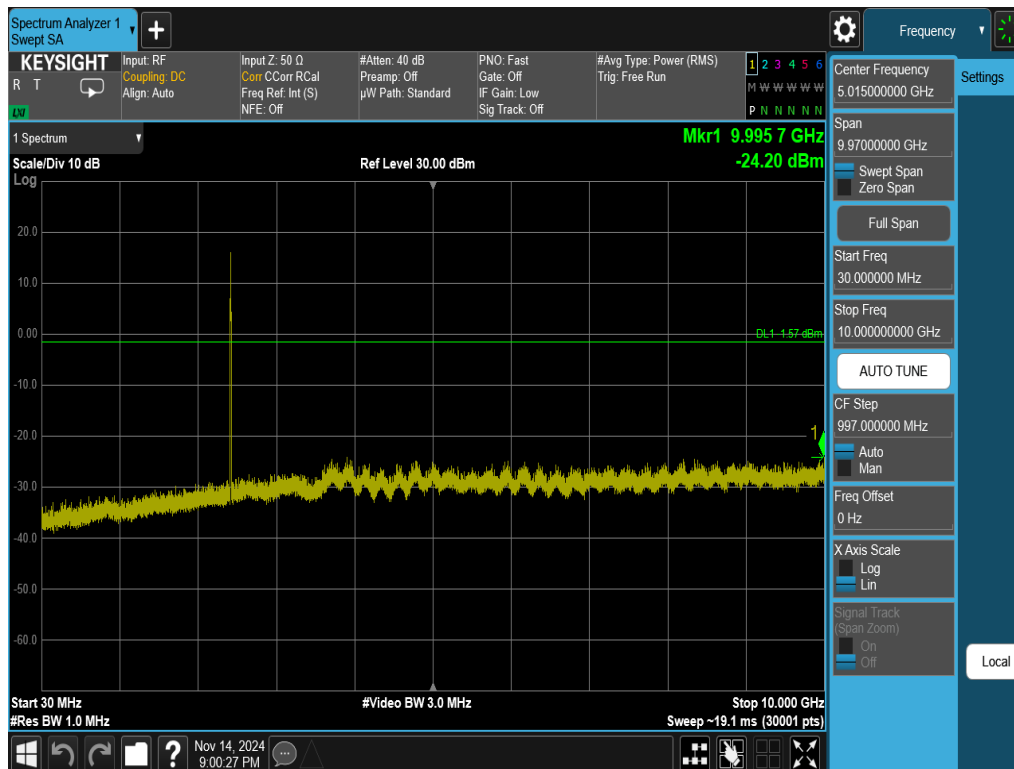 Spectrum Analyzer 1
Swept SA
Frequency
KEYSIGHT
R T
LXI
Input: RF
Coupling: DC
Align: Auto
Input Z: 50 Ω
Corr CCorr RCal
Freq Ref: Int (S)
NFE: Off
#Atten: 40 dB
Preamp: Off
µW Path: Standard
PNO: Fast
Gate: Off
IF Gain: Low
Sig Track: Off
#Avg Type: Power (RMS)
Trig: Free Run
1 2 3 4 5 6
M W W W W W
P N N N N N
1 Spectrum
Scale/Div 10 dB
Log
Ref Level 30.00 dBm
Mkr1 9.995 7 GHz
-24.20 dBm
20.0
10.0
0.00
DL1 -1.57 dBm
-10.0
-20.0
1
-30.0
-40.0
-50.0
-60.0
Start 30 MHz
#Res BW 1.0 MHz
#Video BW 3.0 MHz
Stop 10.000 GHz
Sweep ~19.1 ms (30001 pts)
Center Frequency
5.015000000 GHz
Settings
Span
9.97000000 GHz
Swept Span
Zero Span
Full Span
Start Freq
30.000000 MHz
Stop Freq
10.000000000 GHz
AUTO TUNE
CF Step
997.000000 MHz
Auto
Man
Freq Offset
0 Hz
X Axis Scale
Log
Lin
Signal Track
(Span Zoom)
On
Off
Local
?
Nov 14, 2024
9:00:27 PM